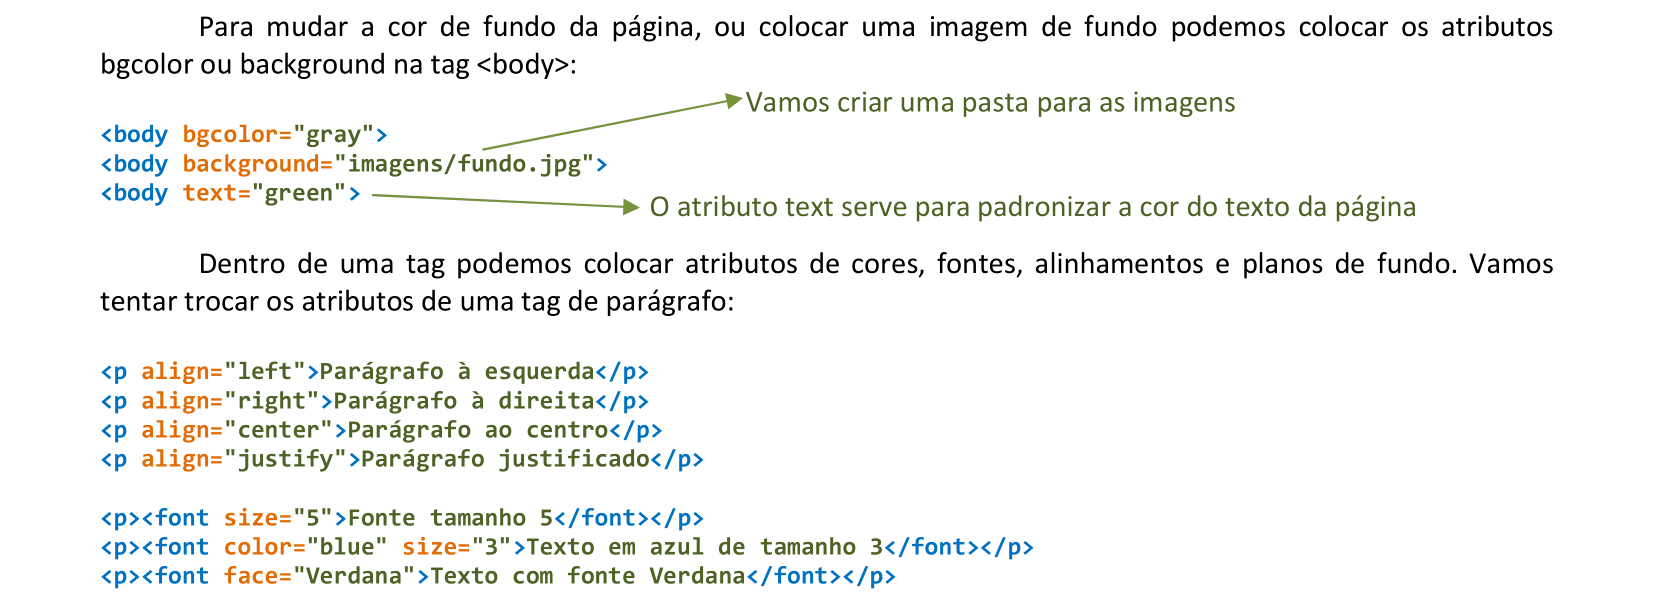 Para mudar a cor de fundo da página, ou colocar uma imagem de fundo podemos colocar os atributos
bgcolor ou background na tag <body>:
Vamos criar uma pasta para as imagens
<body bgcolor="gray">
<body background="imagens/fundo.jpg">
<body text="green">
O atributo text serve para padronizar a cor do texto da página
Dentro de uma tag podemos colocar atributos de cores, fontes, alinhamentos e planos de fundo. Vamos
tentar trocar os atributos de uma tag de parágrafo:
<p align="left">Parágrafo à esquerda</p>
<p align="right">Parágrafo à direita</p>
<p align="center">Parágrafo ao centro</p>
<p align="justify">Parágrafo justificado</p>
<p><font size="5">Fonte tamanho 5</font></p>
<p><font color="blue" size="3">Texto em azul de tamanho 3</font></p>
<p><font face="Verdana">Texto com fonte Verdana</font></p>